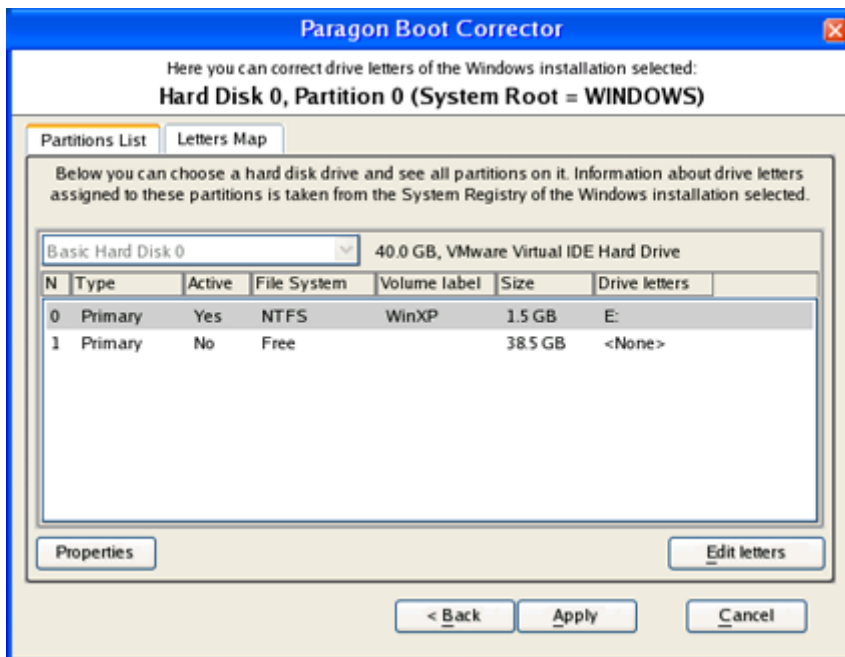 Paragon Boot Corrector
Here you can correct drive letters of the Windows installation selected:
Hard Disk 0, Partition 0 (System Root = WINDOWS)
Partitions List Letters Map
Below you can choose a hard disk drive and see all partitions on it. Information about drive letters
assigned to these partitions is taken from the System Registry of the Windows installation selected.
Basic Hard Disk 0 40.0 GB, VMware Virtual IDE Hard Drive
N Type Active File System Volume label Size Drive letters
0 Primary Yes NTFS WinXP 1.5 GB E:
1 Primary No Free 38.5 GB <None>
Properties Edit letters
< Back Apply Cancel